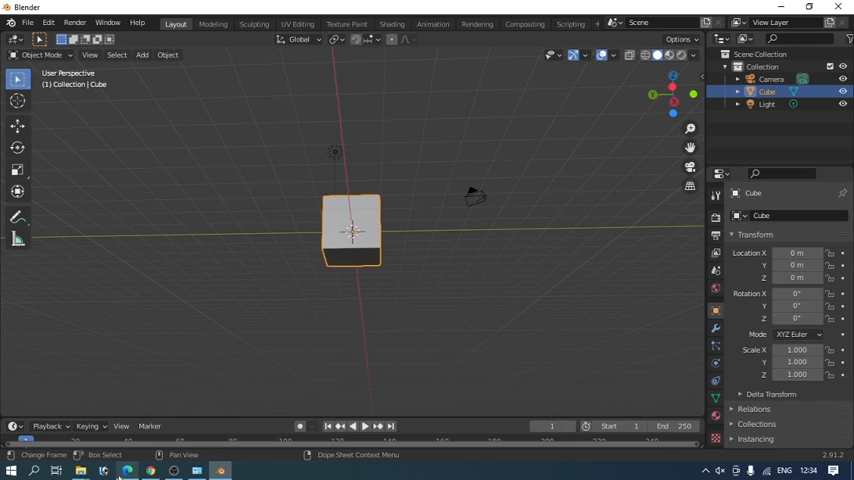 Blender
File Edit Render Window Help Layout Modeling Sculpting UV Editing Texture Paint Shading Animation Rendering Compositing Scripting Scene View Layer
Global Options
Object Mode View Select Add Object
User Perspective
(1) Collection | Cube
Z
Y
X
Scene Collection
Collection
Camera
Cube
Light
Cube
Cube
Transform
Location X 0 m
Y 0 m
Z 0 m
Rotation X 0°
Y 0°
Z 0°
Mode XYZ Euler
Scale X 1.000
Y 1.000
Z 1.000
Delta Transform
Relations
Collections
Instancing
Playback Keying View Marker 1 Start 1 End 250
Change Frame Box Select Pan View Dope Sheet Context Menu 2.91.2
ENG 12:34